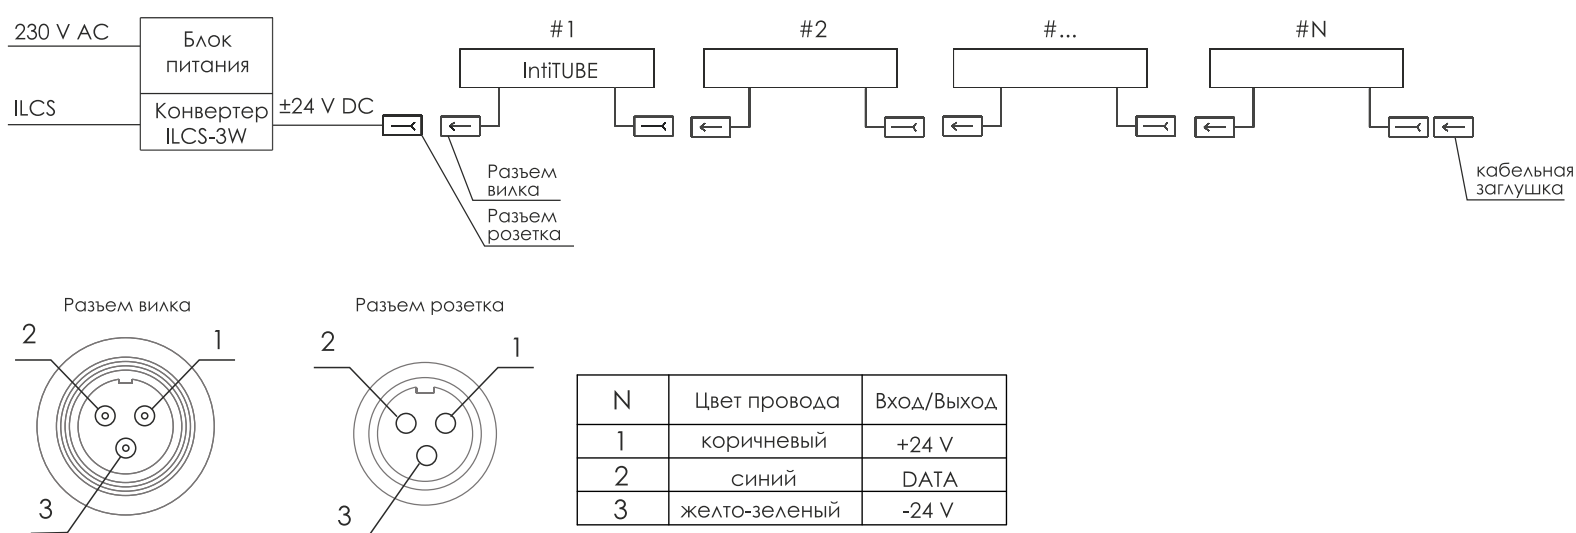 230 V AC
Блок
питания
ILCS
Конвертер
ILCS-3W
±24 V DC
#1
IntiTUBE
#2
#...
#N
Разъем
вилка
Разъем
розетка
кабельная
заглушка
Разъем вилка
2
1
3
Разъем розетка
2
1
3
N Цвет провода Вход/Выход
1 коричневый +24 V
2 синий DATA
3 желто-зеленый -24 V